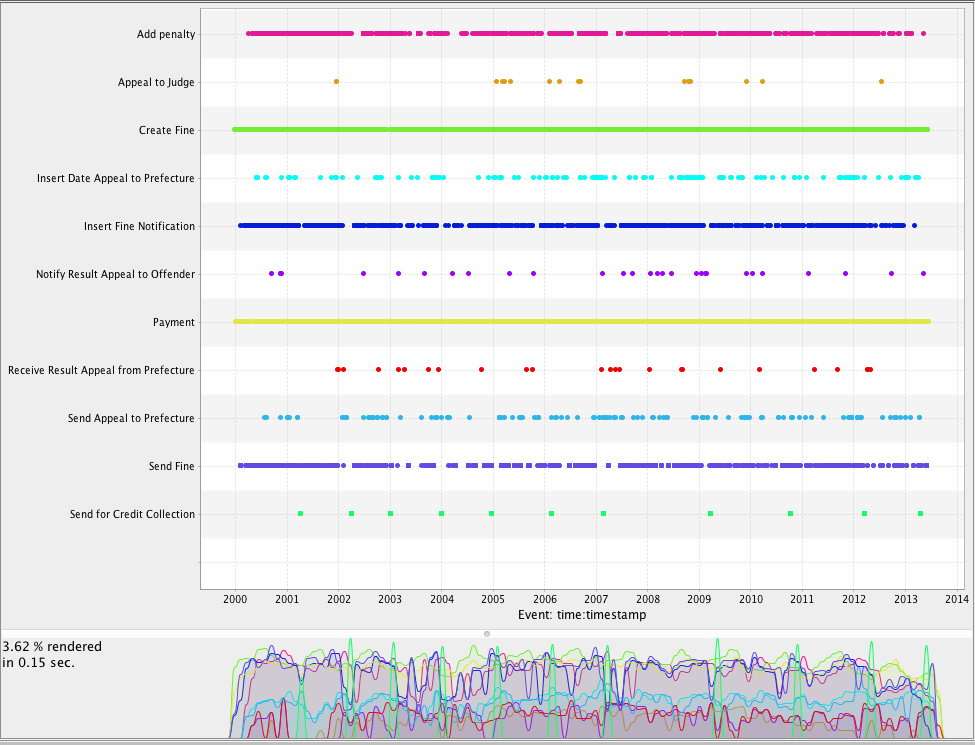 Add penalty
Appeal to Judge
Create Fine
Insert Date Appeal to Prefecture
Insert Fine Notification
Notify Result Appeal to Offender
Payment
Receive Result Appeal from Prefecture
Send Appeal to Prefecture
Send Fine
Send for Credit Collection
2000 2001 2002 2003 2004 2005 2006 2007 2008 2009 2010 2011 2012 2013 2014
Event: time:timestamp
3.62 % rendered
in 0.15 sec.